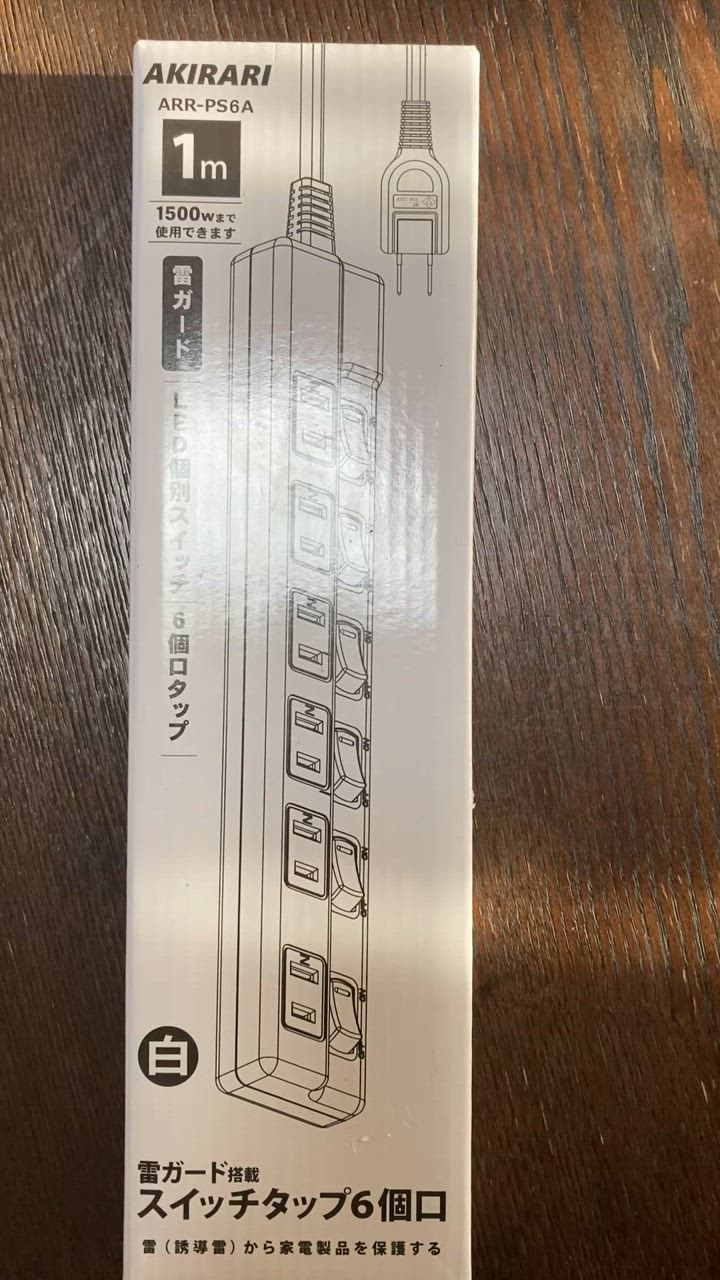 AKIRARI
ARR-PS6A
1m
1500wまで
使用できます
雷ガード
LED個別スイッチ
6個口タップ
白
雷ガード搭載
スイッチタップ6個口
雷(誘導雷)から家電製品を保護する